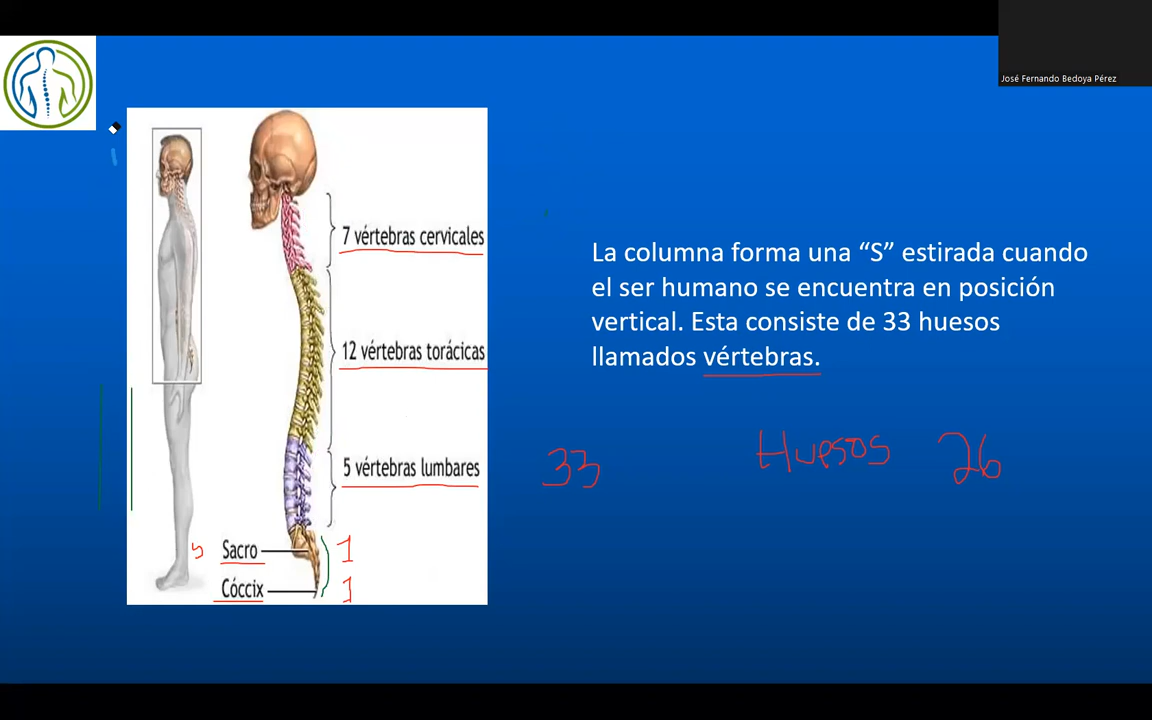 José Fernando Bedoya Pérez
7 vértebras cervicales
12 vértebras torácicas
5 vértebras lumbares
5 Sacro 1
Cóccix 1
La columna forma una “S” estirada cuando
el ser humano se encuentra en posición
vertical. Esta consiste de 33 huesos
llamados vértebras.
33 Huesos 26